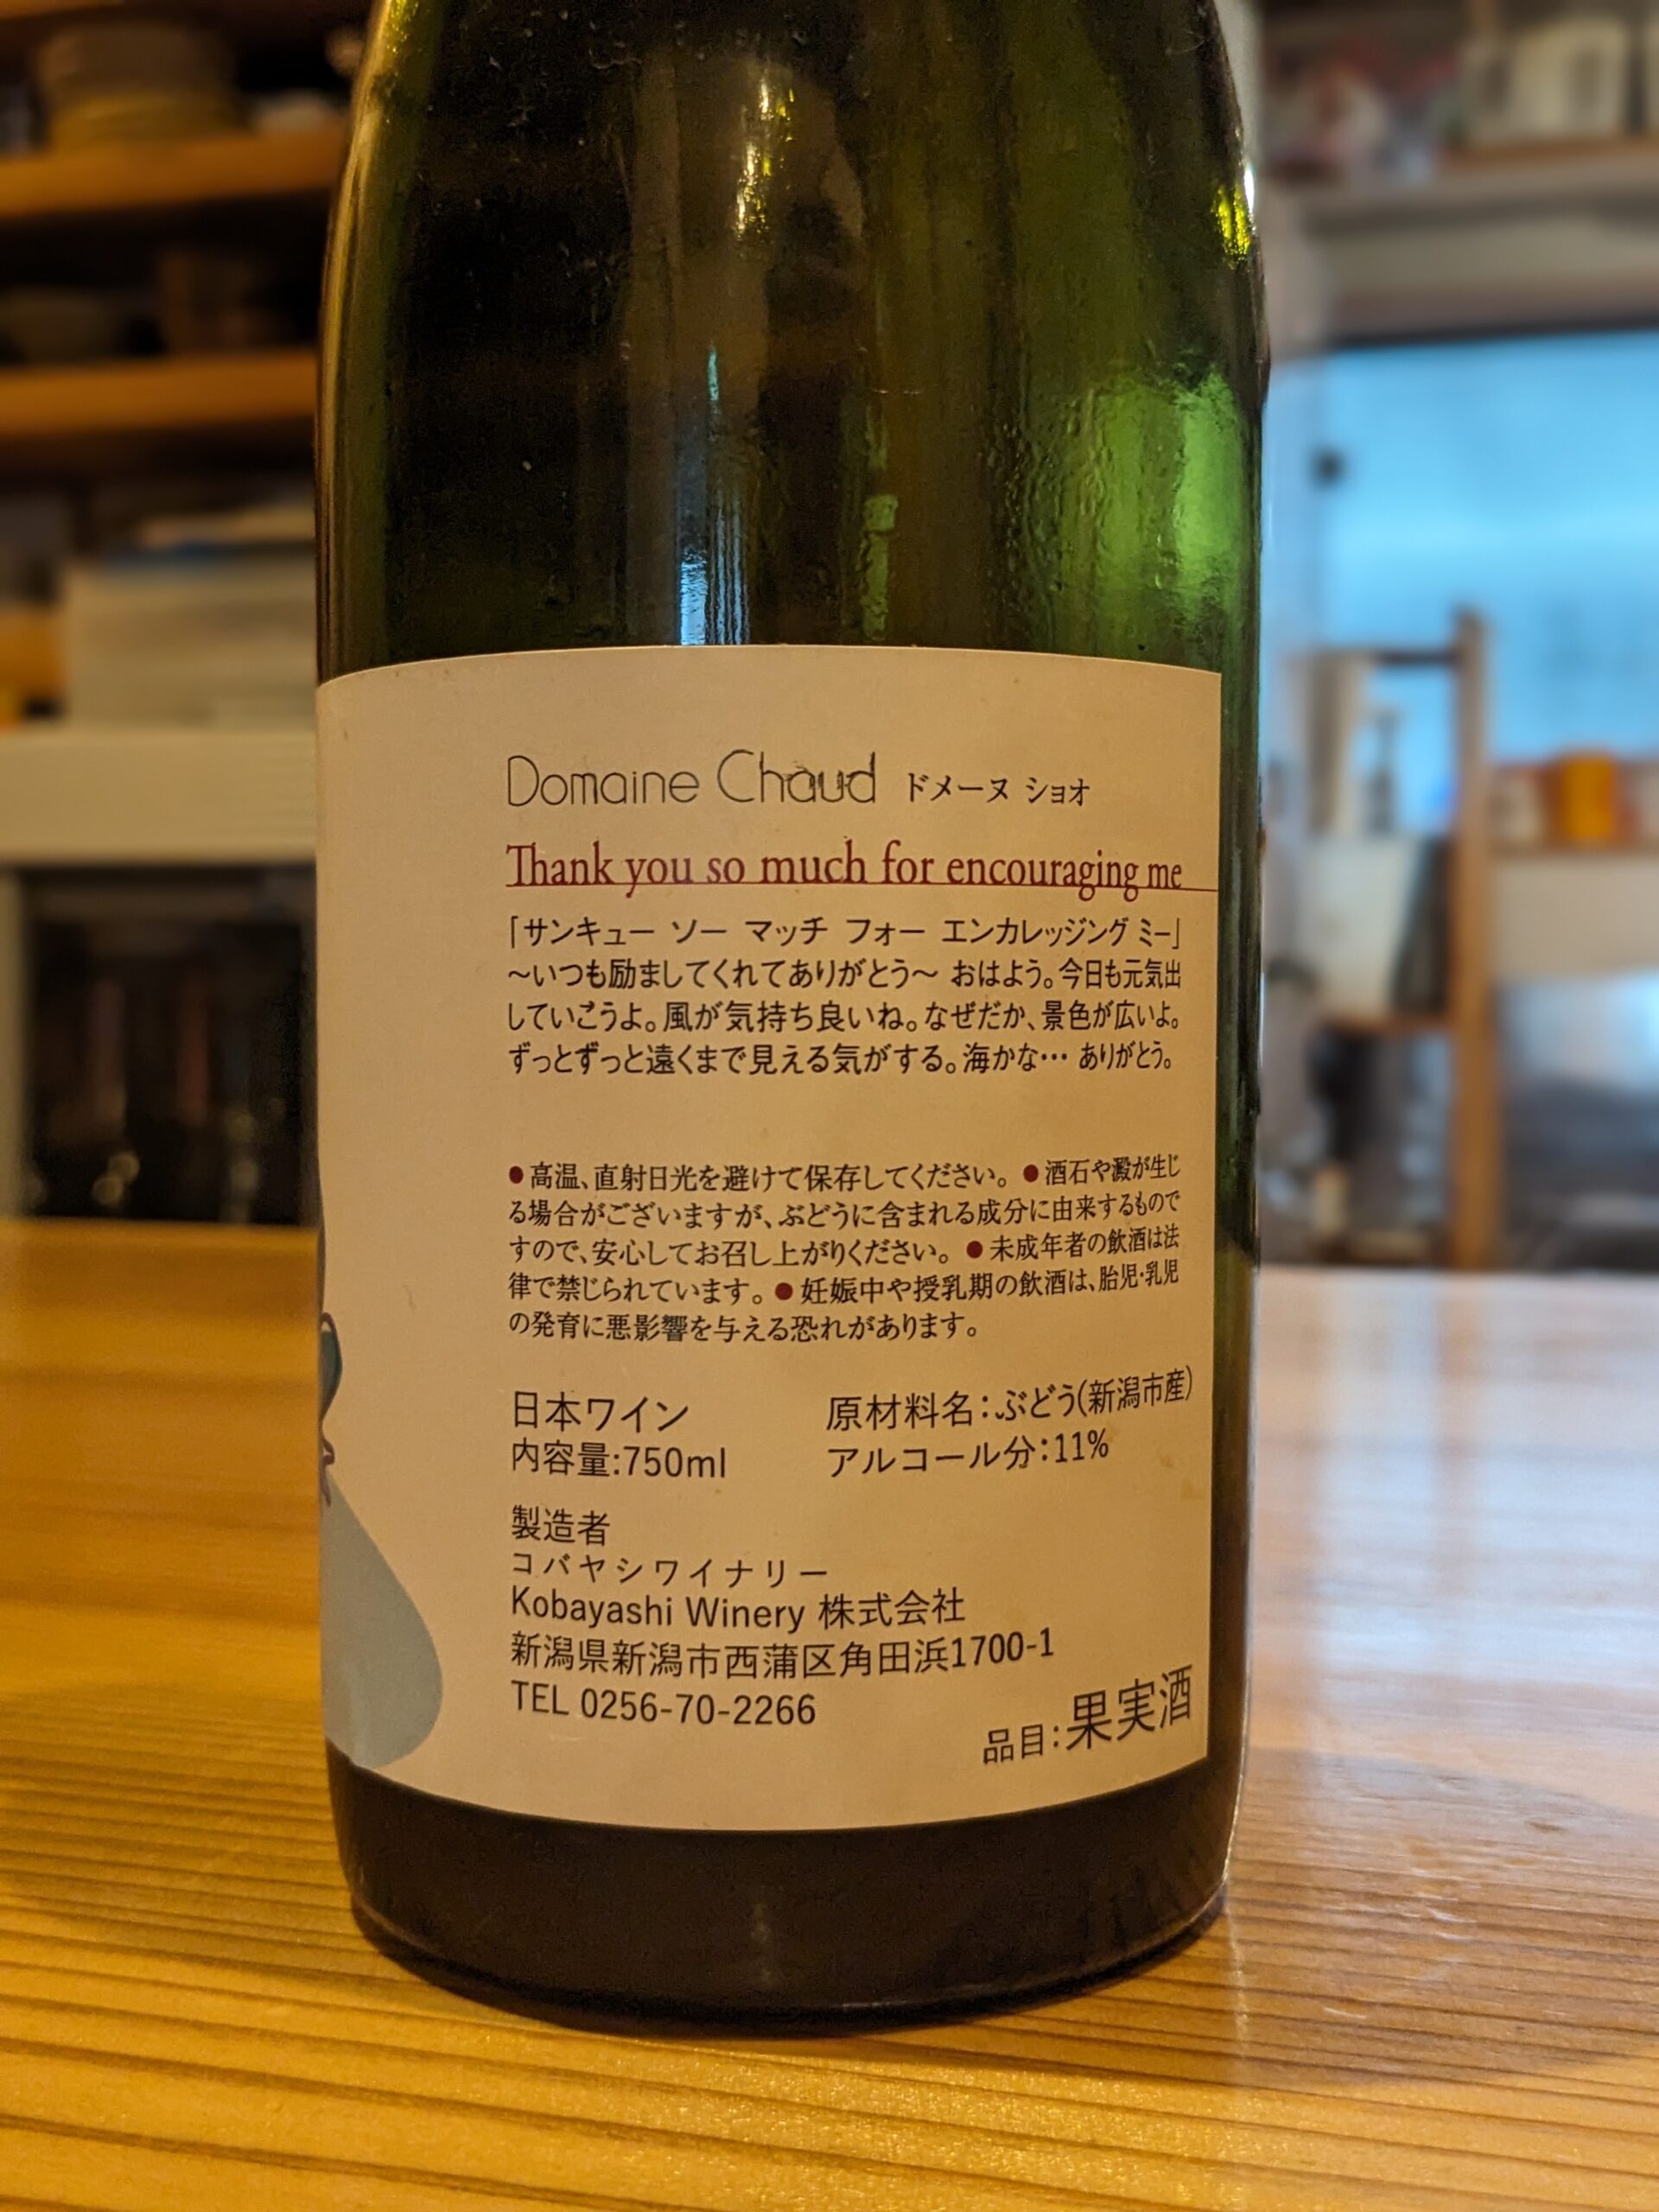 Domaine Chaud ドメーヌ ショオ
Thank you so much for encouraging me
「サンキュー ソー マッチ フォー エンカレッジング ミー」
〜いつも励ましてくれてありがとう〜 おはよう。今日も元気出
していこうよ。風が気持ち良いね。なぜだか、景色が広いよ。
ずっとずっと遠くまで見える気がする。海かな… ありがとう。
●高温、直射日光を避けて保存してください。●酒石や澱が生じ
る場合がございますが、ぶどうに含まれる成分に由来するもので
すので、安心してお召し上がりください。●未成年者の飲酒は法
律で禁じられています。●妊娠中や授乳期の飲酒は、胎児・乳児
の発育に悪影響を与える恐れがあります。
日本ワイン 原材料名：ぶどう(新潟市産)
内容量:750ml アルコール分：11%
製造者
コバヤシワイナリー
Kobayashi Winery 株式会社
新潟県新潟市西蒲区角田浜1700-1
TEL 0256-70-2266
品目：果実酒